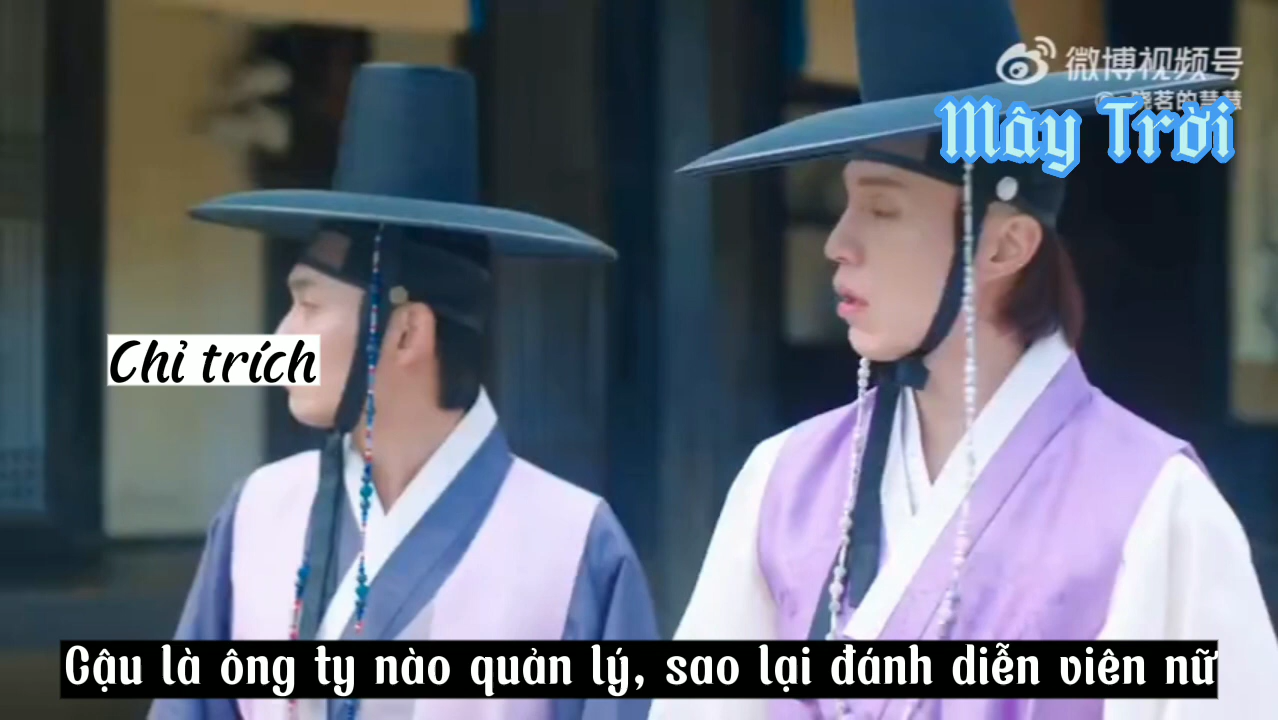 微博视频号
Mây Trời
Chỉ trích
Cậu là ông ty nào quản lý, sao lại đánh diễn viên nữ